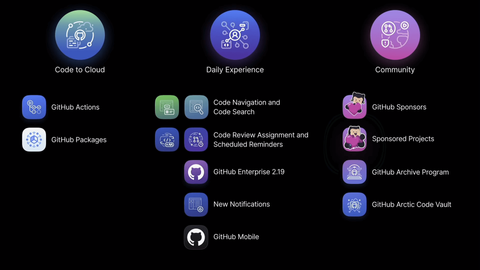 Code to Cloud
GitHub Actions
GitHub Packages
Daily Experience
Code Navigation and
Code Search
Code Review Assignment and
Scheduled Reminders
GitHub Enterprise 2.19
New Notifications
GitHub Mobile
Community
GitHub Sponsors
Sponsored Projects
GitHub Archive Program
GitHub Arctic Code Vault